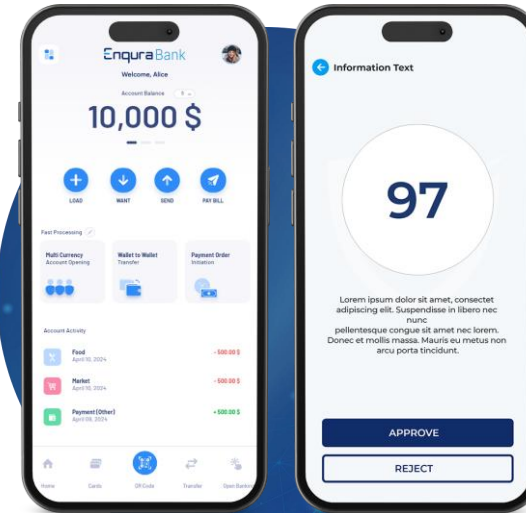 Enqura Bank
Welcome, Alice
Account Balance
$
10,000 $
LOAD
WANT
SEND
PAY BILL
Fast Processing
Multi Currency
Account Opening
Wallet to Wallet
Transfer
Payment Order
Initiation
Account Activity
Food
April 16, 2024
- 500.00 $
Market
April 10, 2024
- 500.00 $
Payment (Other)
April 09, 2024
+ 500.00 $
Home
Cards
QR Code
Transfer
Open Banking
Information Text
97
Lorem ipsum dolor sit amet, consectet
adipiscing elit. Suspendisse in libero nec
nunc
pellentesque congue sit amet nec lorem.
Donec et mollis massa. Mauris eu metus non
arcu porta tincidunt.
APPROVE
REJECT